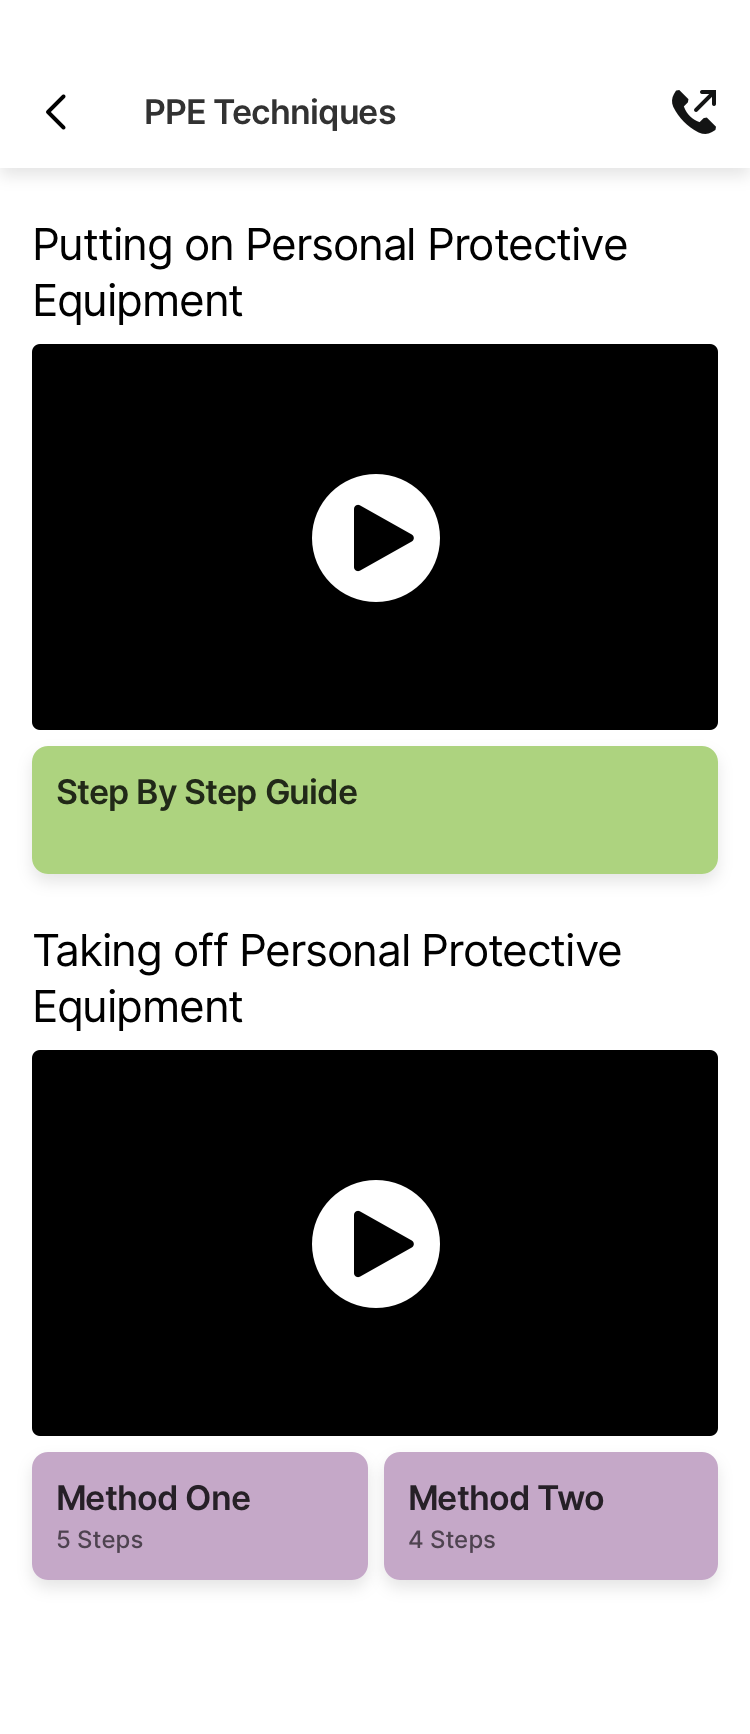 PPE Techniques
Putting on Personal Protective
Equipment
Step By Step Guide
Taking off Personal Protective
Equipment
Method One
5 Steps
Method Two
4 Steps